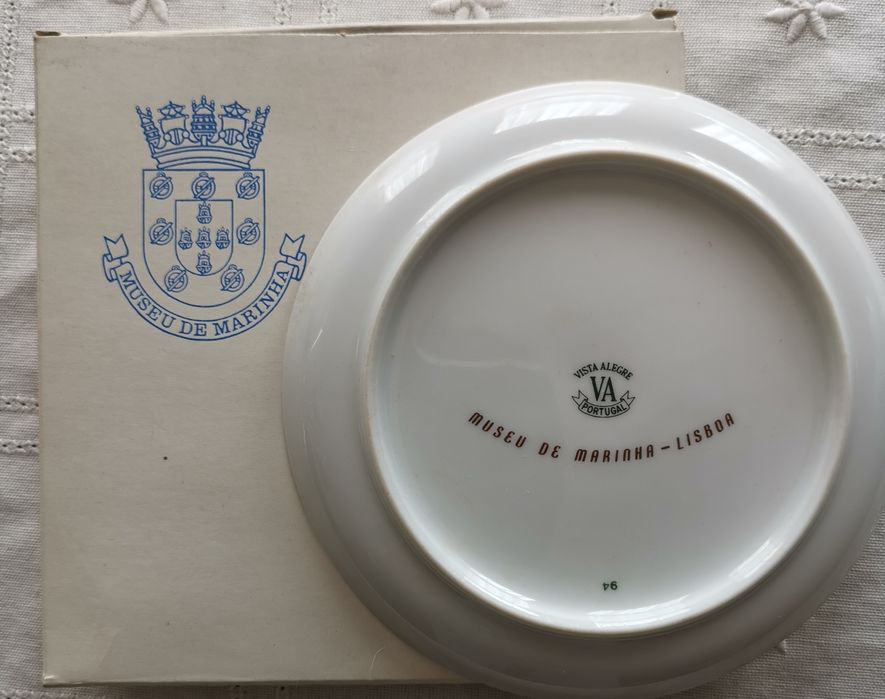 MUSEU DE MARINHA
VISTA ALEGRE
VA
PORTUGAL
MUSEU DE MARINHA – LISBOA
94